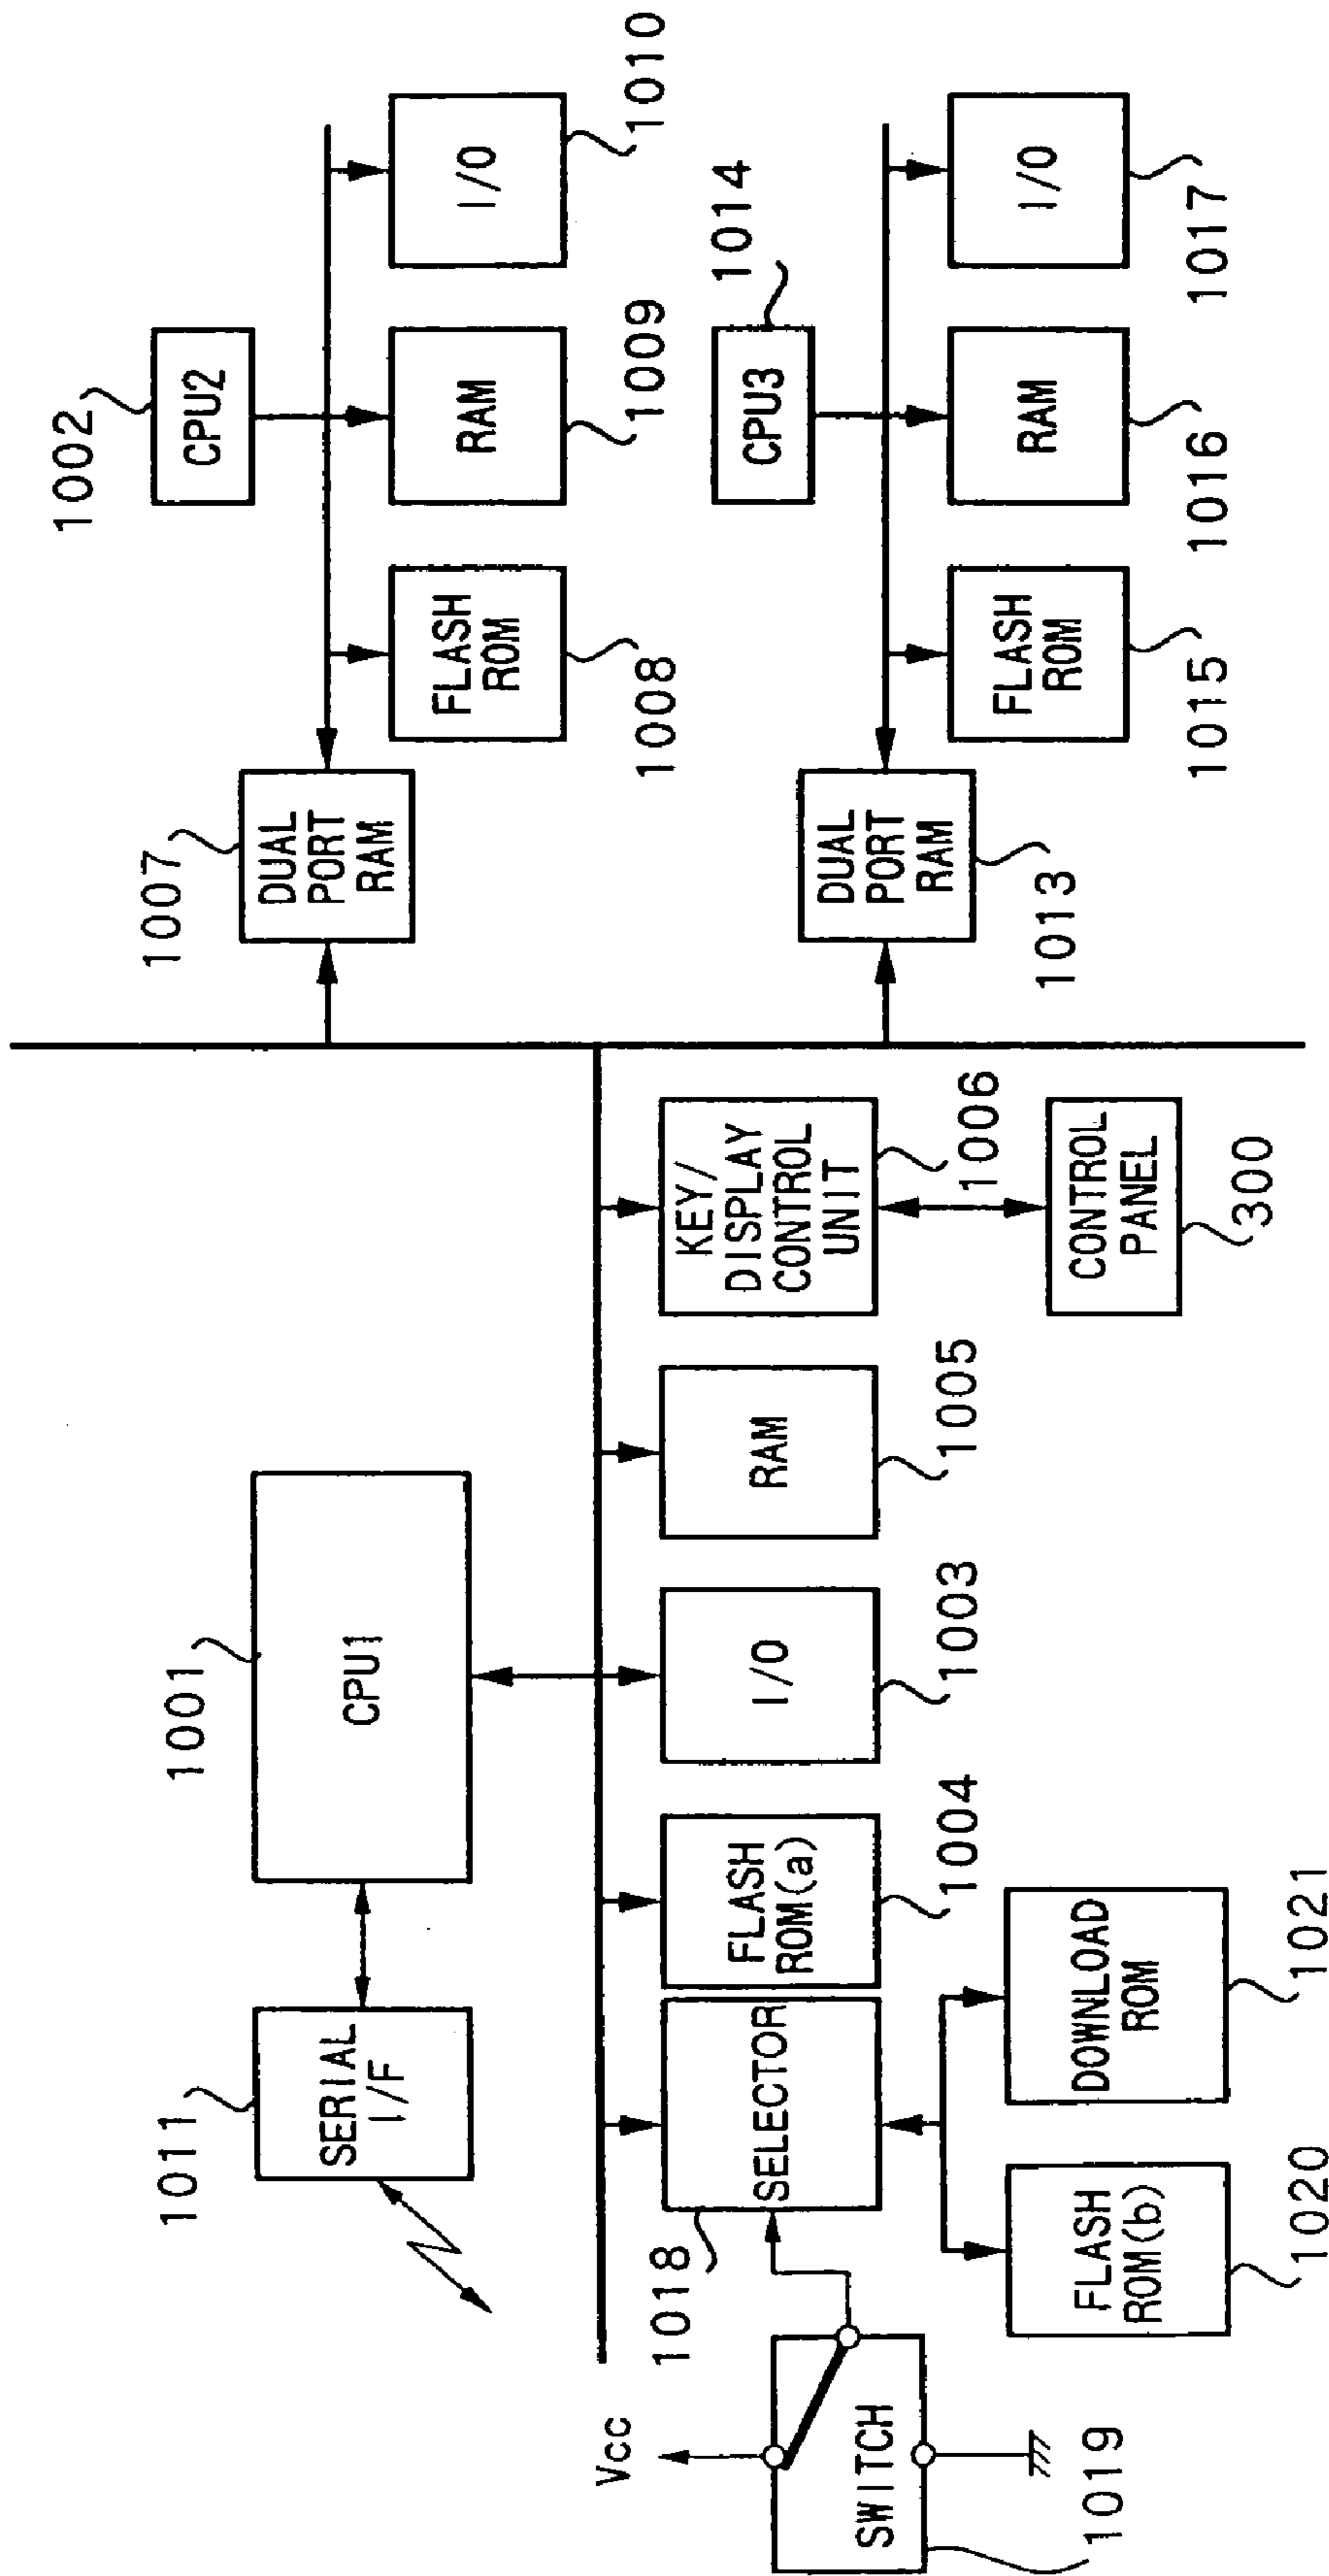 1011
SERIAL
I/F
1001
CPU1
Vcc
SWITCH
1019
1018
SELECTOR
FLASH
ROM(a)
1004
I/O
1003
RAM
1005
KEY/
DISPLAY
CONTROL
UNIT
1006
CONTROL
PANEL
300
FLASH
ROM(b)
1020
DOWNLOAD
ROM
1021
1007
DUAL
PORT
RAM
1002
CPU2
FLASH
ROM
1008
RAM
1009
I/O
1010
DUAL
PORT
RAM
1013
CPU3
1014
FLASH
ROM
1015
RAM
1016
I/O
1017